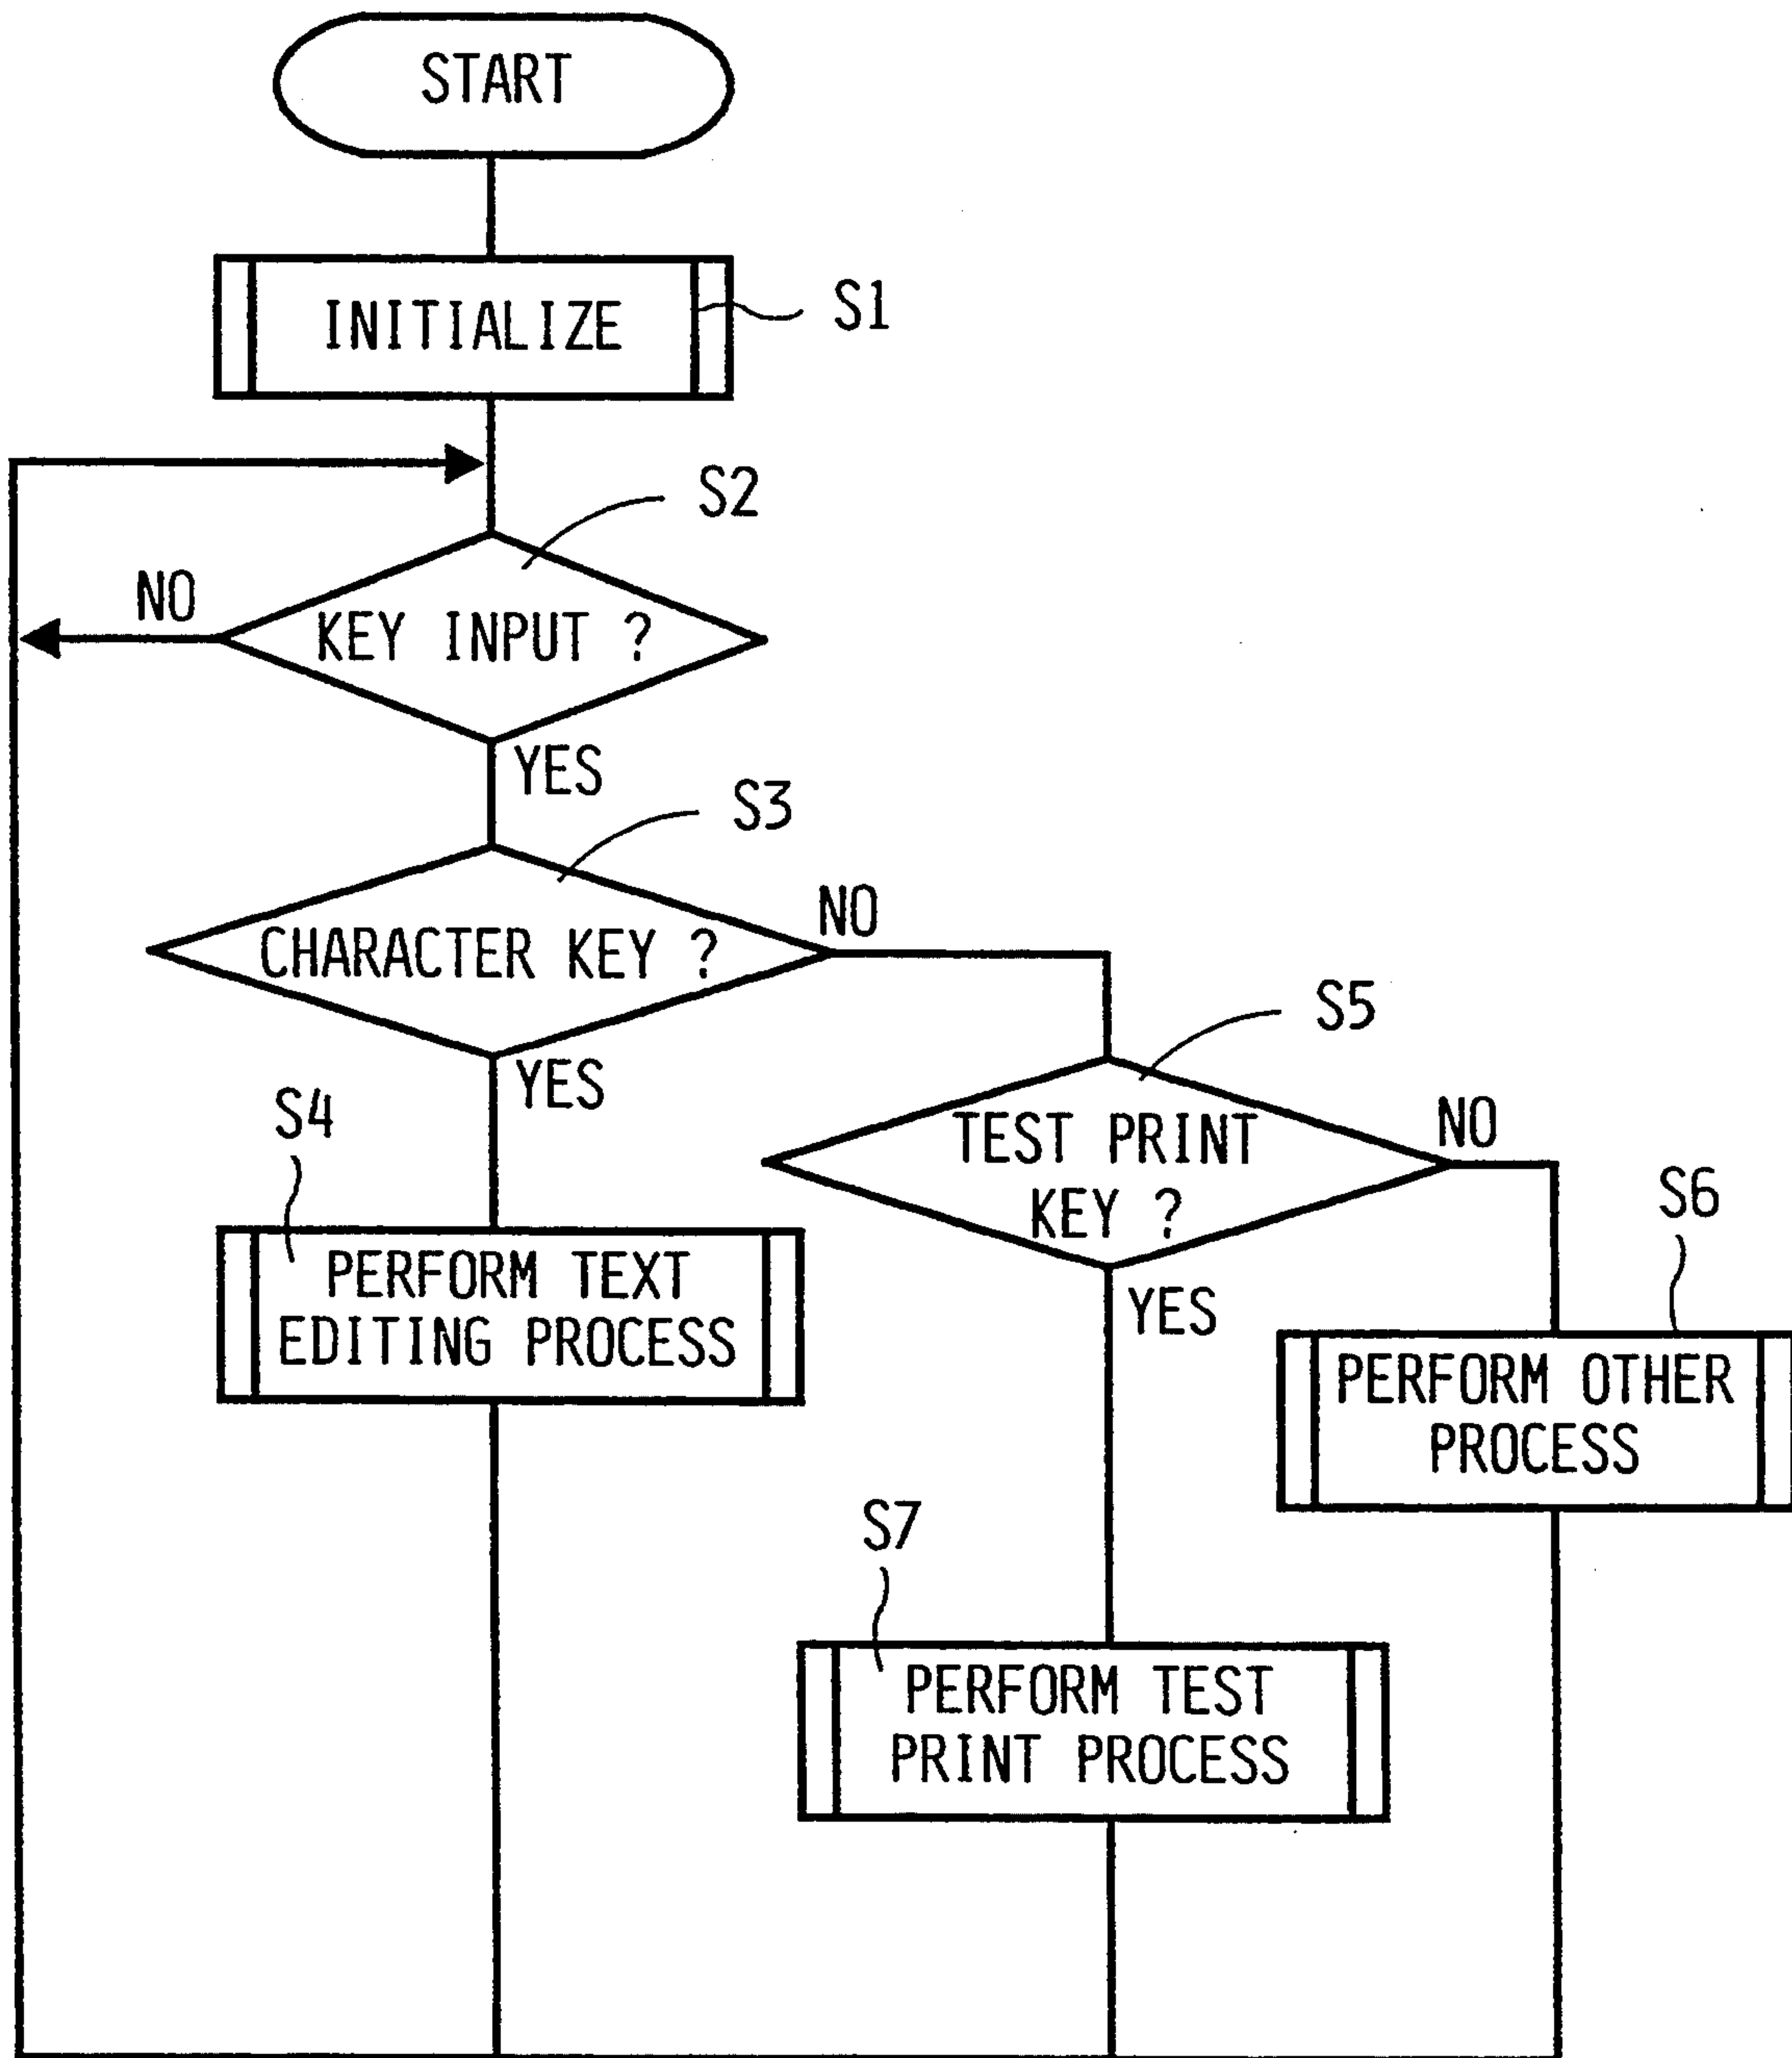 START
INITIALIZE
S1
S2
NO
KEY INPUT ?
YES
S3
NO
CHARACTER KEY ?
YES
S5
S4
TEST PRINT
KEY ?
NO
YES
S6
PERFORM TEXT
EDITING PROCESS
PERFORM OTHER
PROCESS
S7
PERFORM TEST
PRINT PROCESS